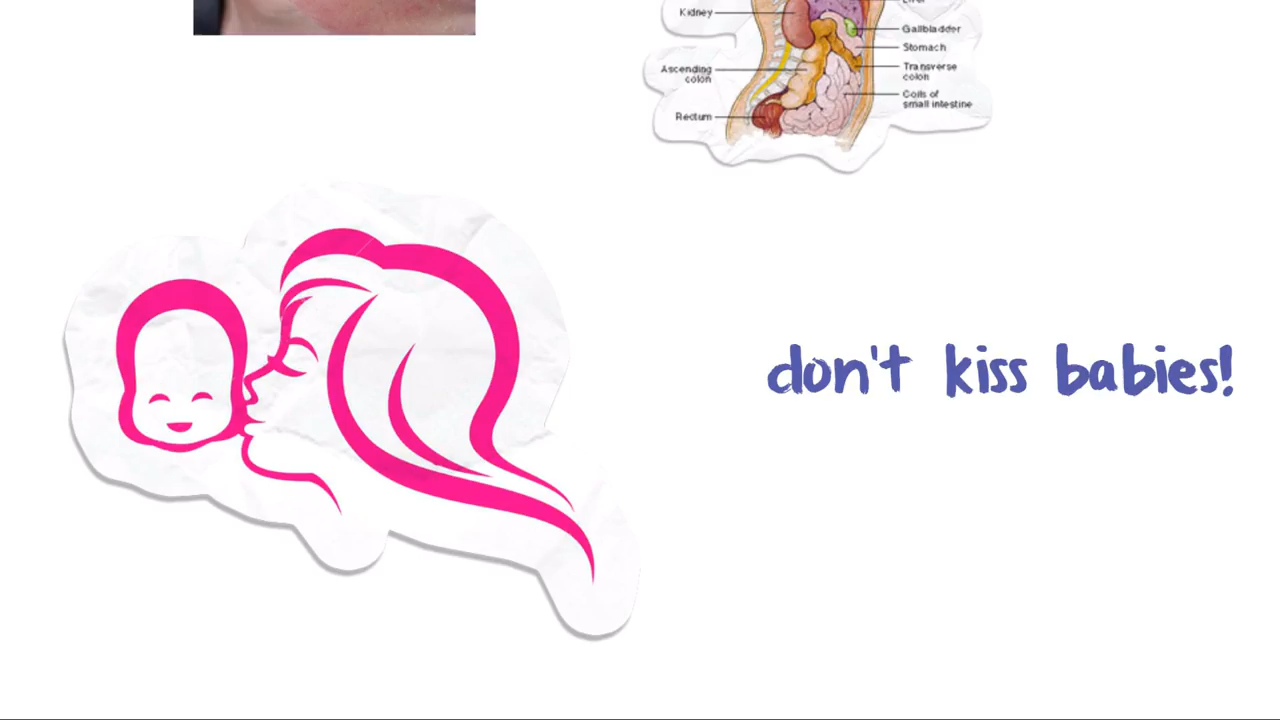 Kidney
Gallbladder
Stomach
Ascending
colon
Transverse
colon
Coils of
small intestine
Rectum
don't kiss babies!